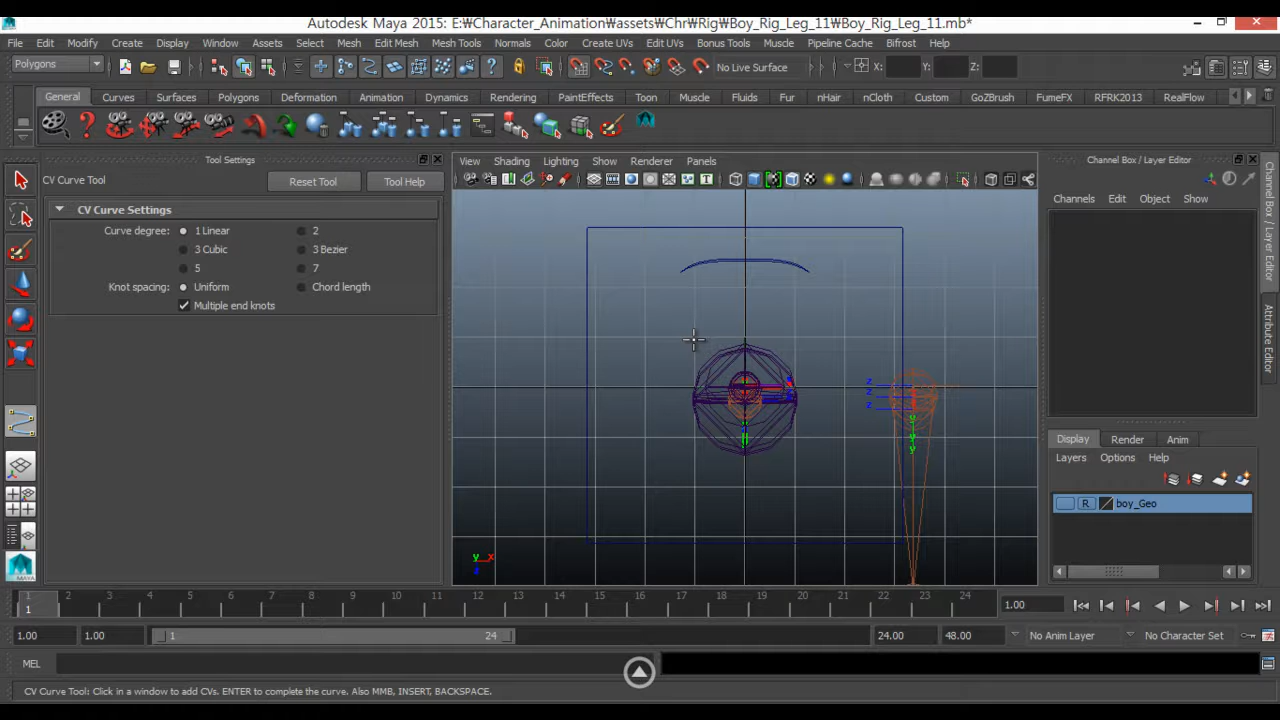 Autodesk Maya 2015: E:₩Character_Animation₩assets₩Chr₩Rig₩Boy_Rig_Leg_11₩Boy_Rig_Leg_11.mb*
File Edit Modify Create Display Window Assets Select Mesh Edit Mesh Mesh Tools Normals Color Create UVs Edit UVs Bonus Tools Muscle Pipeline Cache Bifrost Help
Polygons No Live Surface X: Y: Z:
General Curves Surfaces Polygons Deformation Animation Dynamics Rendering PaintEffects Toon Muscle Fluids Fur nHair nCloth Custom GoZBrush FumeFX RFRK2013 RealFlow
Tool Settings
CV Curve Tool Reset Tool Tool Help
CV Curve Settings
Curve degree: 1 Linear 2
3 Cubic 3 Bezier
5 7
Knot spacing: Uniform Chord length
Multiple end knots
View Shading Lighting Show Renderer Panels
z
z
z
y
y
y
y x
z
Channel Box / Layer Editor
Channels Edit Object Show
Display Render Anim
Layers Options Help
R boy_Geo
Channel Box / Layer Editor
Attribute Editor
1 2 3 4 5 6 7 8 9 10 11 12 13 14 15 16 17 18 19 20 21 22 23 24
1 1.00
1.00 1.00 1 24 24.00 48.00 No Anim Layer No Character Set
MEL
CV Curve Tool: Click in a window to add CVs. ENTER to complete the curve. Also MMB, INSERT, BACKSPACE.